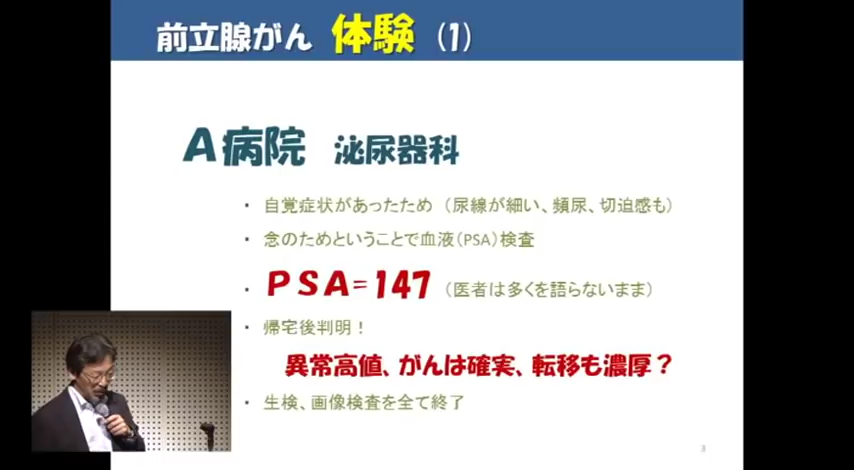 前立腺がん 体験 (1)
A病院 泌尿器科
・ 自覚症状があったため (尿線が細い、頻尿、切迫感も)
・ 念のためということで血液(PSA)検査
・ PSA=147 (医者は多くを語らないまま)
・ 帰宅後判明！
異常高値、がんは確実、転移も濃厚？
・ 生検、画像検査を全て終了
3